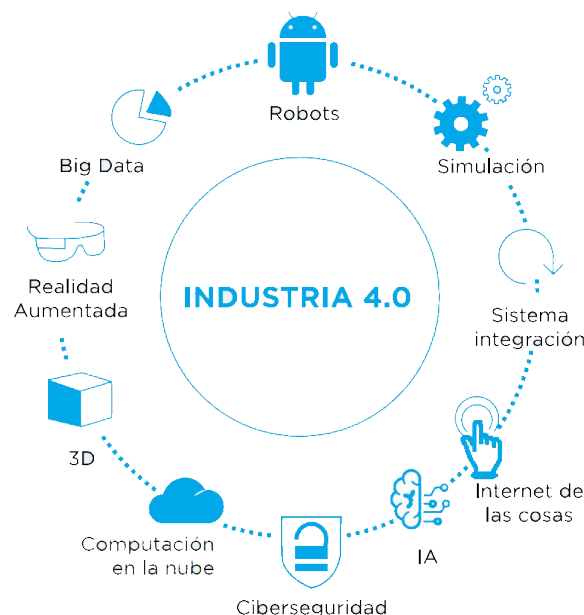 Robots
Big Data
Simulación
INDUSTRIA 4.0
Realidad
Aumentada
Sistema
integración
3D
Internet de
las cosas
Computación
en la nube
IA
Ciberseguridad